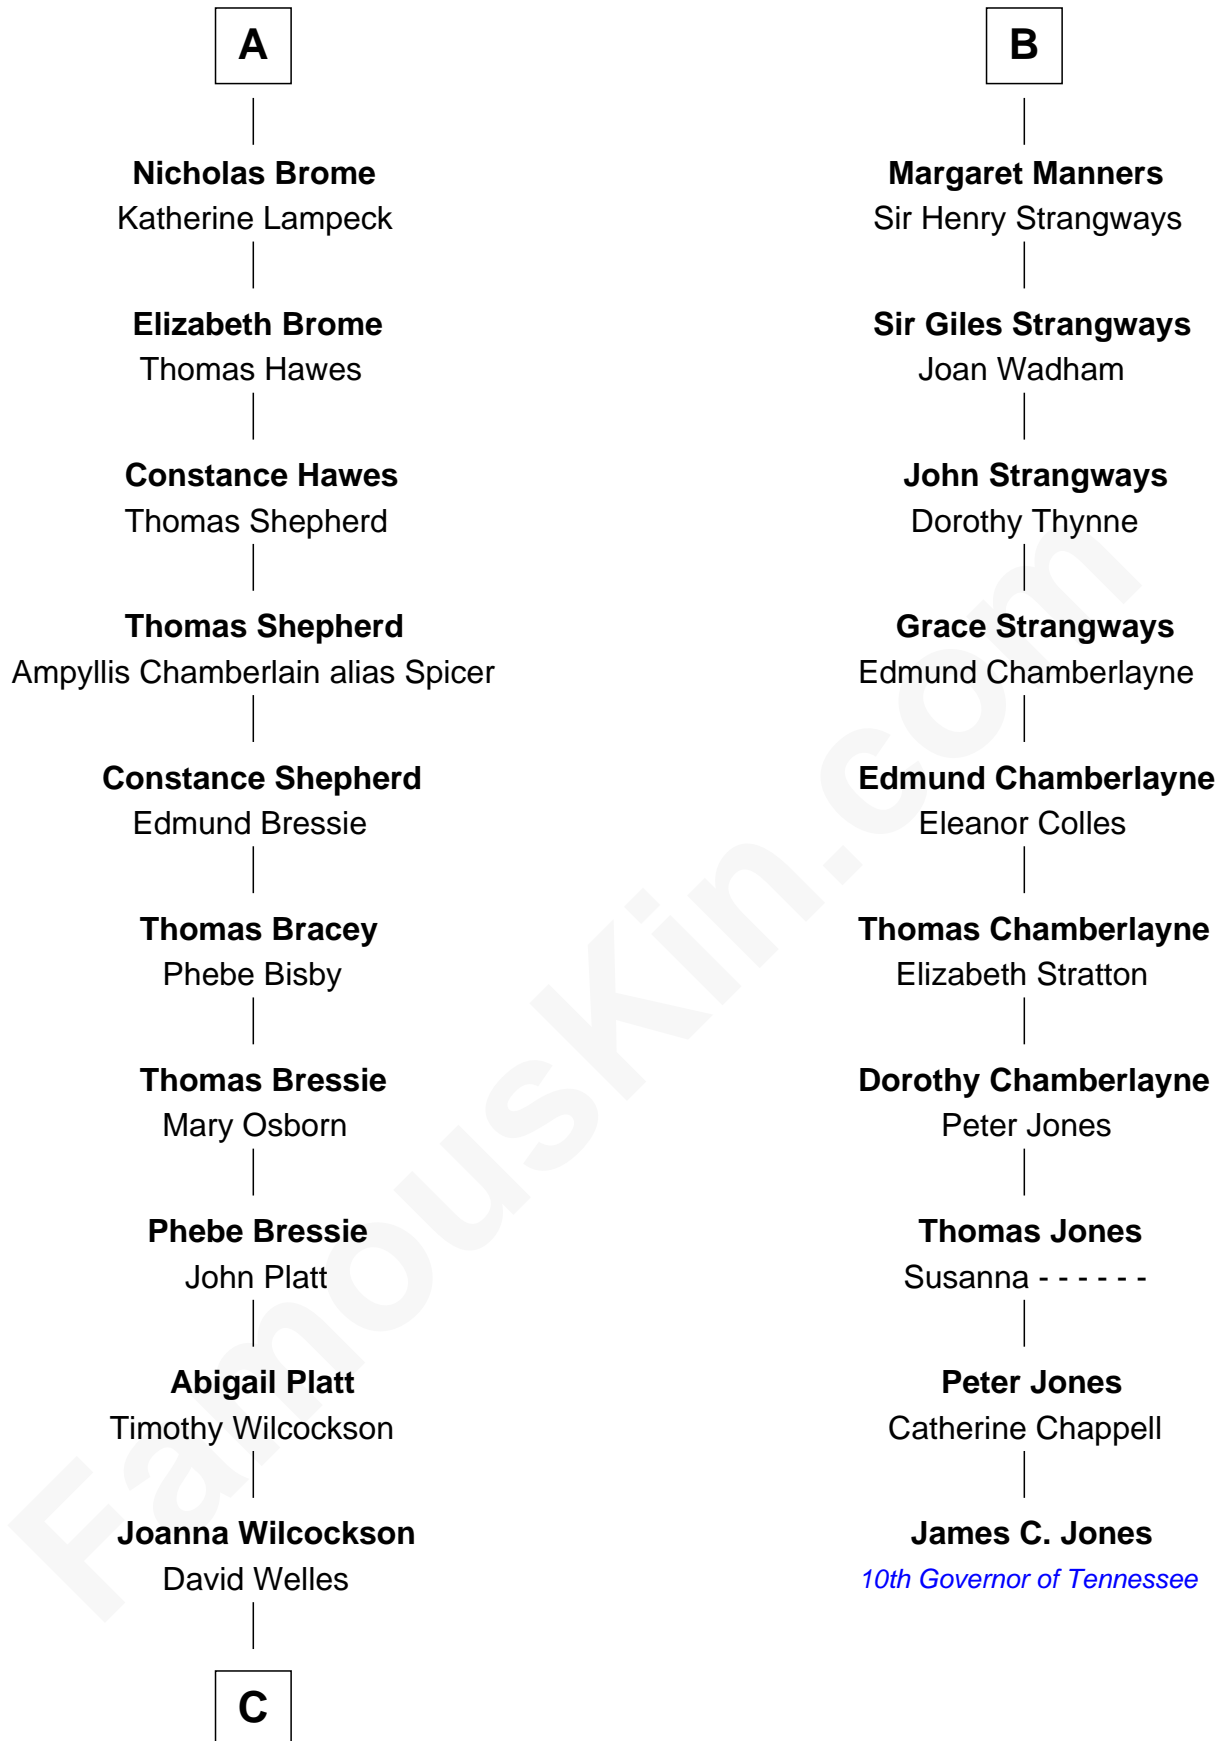 A
Nicholas Brome
Katherine Lampeck
Elizabeth Brome
Thomas Hawes
Constance Hawes
Thomas Shepherd
Thomas Shepherd
Ampyllis Chamberlain alias Spicer
Constance Shepherd
Edmund Bressie
Thomas Bracey
Phebe Bisby
Thomas Bressie
Mary Osborn
Phebe Bressie
John Platt
Abigail Platt
Timothy Wilcockson
Joanna Wilcockson
David Welles
C
B
Margaret Manners
Sir Henry Strangways
Sir Giles Strangways
Joan Wadham
John Strangways
Dorothy Thynne
Grace Strangways
Edmund Chamberlayne
Edmund Chamberlayne
Eleanor Colles
Thomas Chamberlayne
Elizabeth Stratton
Dorothy Chamberlayne
Peter Jones
Thomas Jones
Susanna - - - - - -
Peter Jones
Catherine Chappell
James C. Jones
10th Governor of Tennessee
FamousKin.com